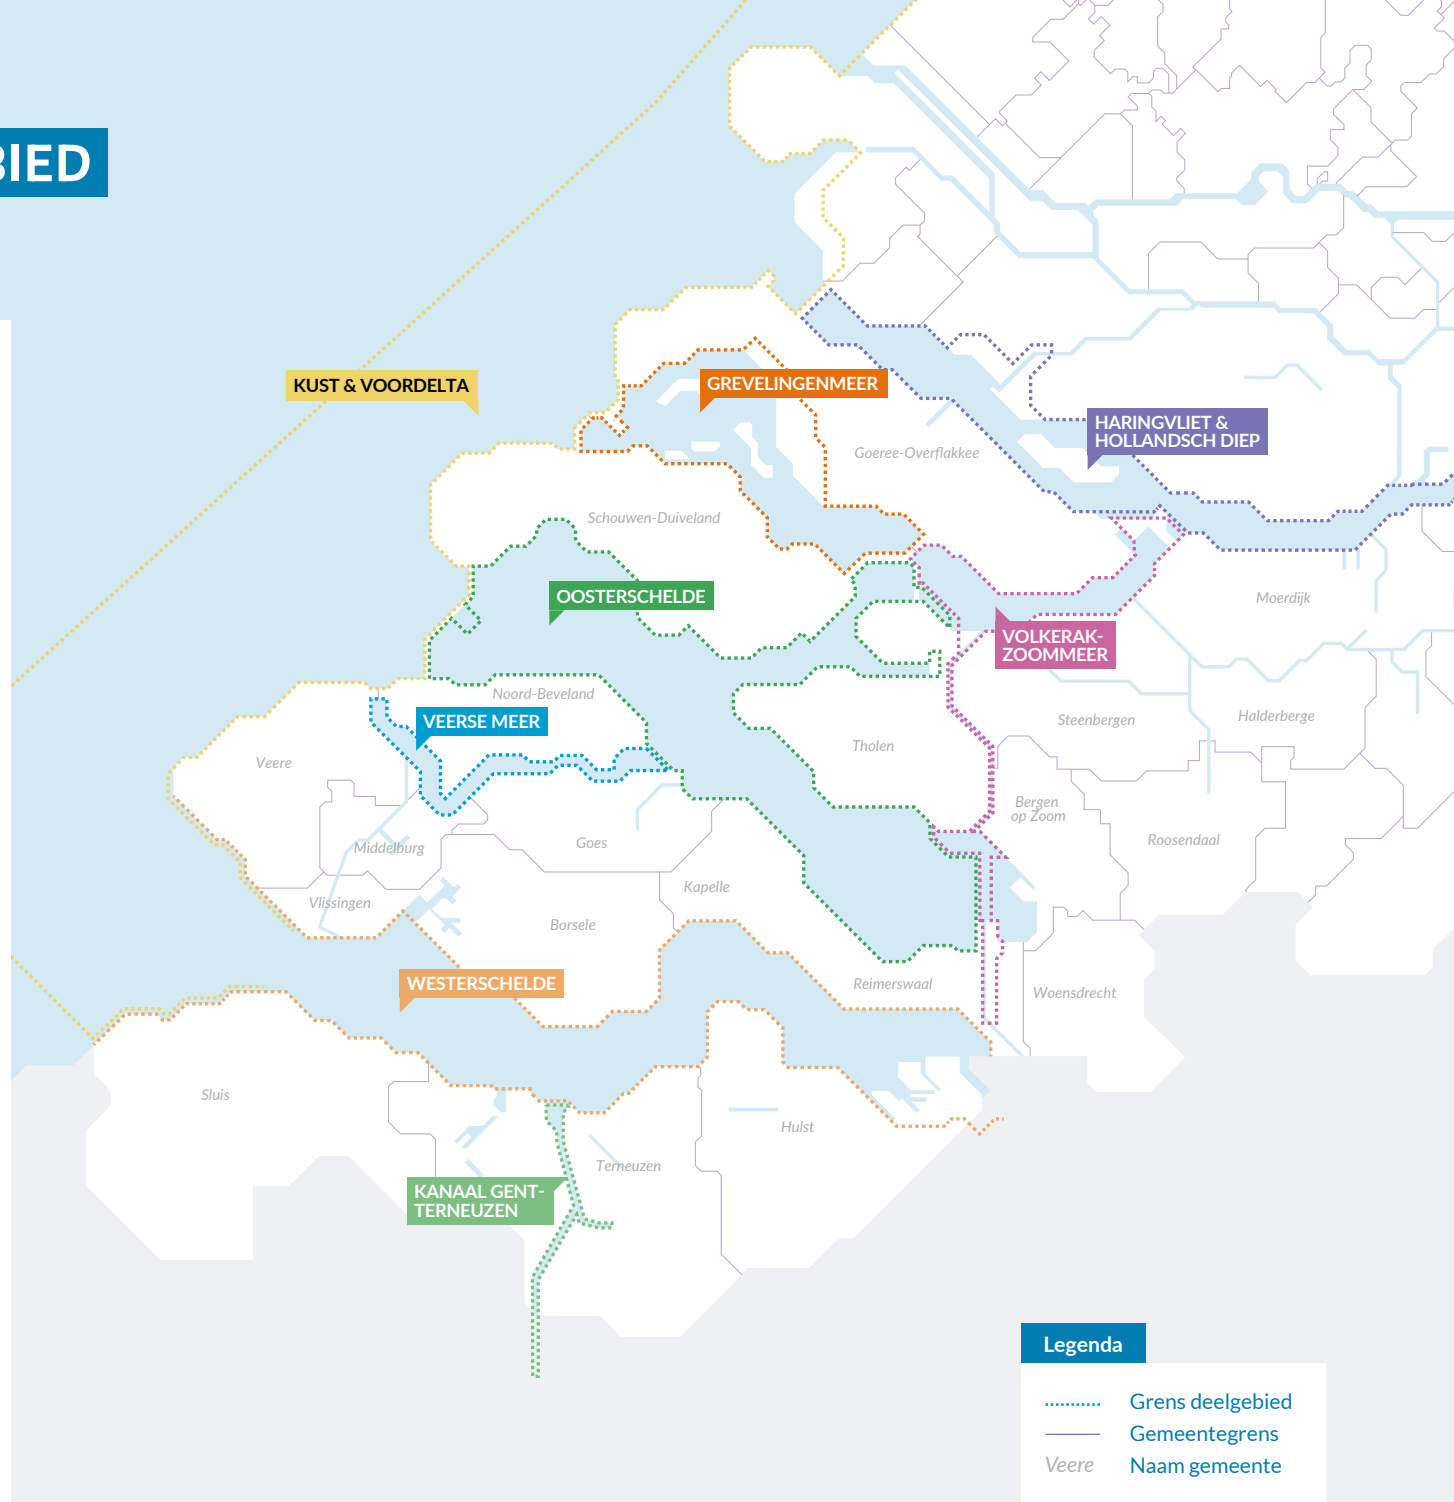 BIED
KUST & VOORDELTA
GREVELINGENMEER
HARINGVLIET &
HOLLANDSCH DIEP
Goeree-Overflakkee
Schouwen-Duiveland
OOSTERSCHELDE
Moerdijk
VOLKERAK-
ZOOMMEER
Noord-Beveland
VEERSE MEER
Steenbergen
Halderberge
Tholen
Veere
Bergen
op Zoom
Roosendaal
Goes
Middelburg
Kapelle
Vlissingen
Borsele
WESTERSCHELDE
Reimerswaal
Woensdrecht
Sluis
Hulst
Terneuzen
KANAAL GENT-
TERNEUZEN
Legenda
Grens deelgebied
Gemeentegrens
Veere Naam gemeente